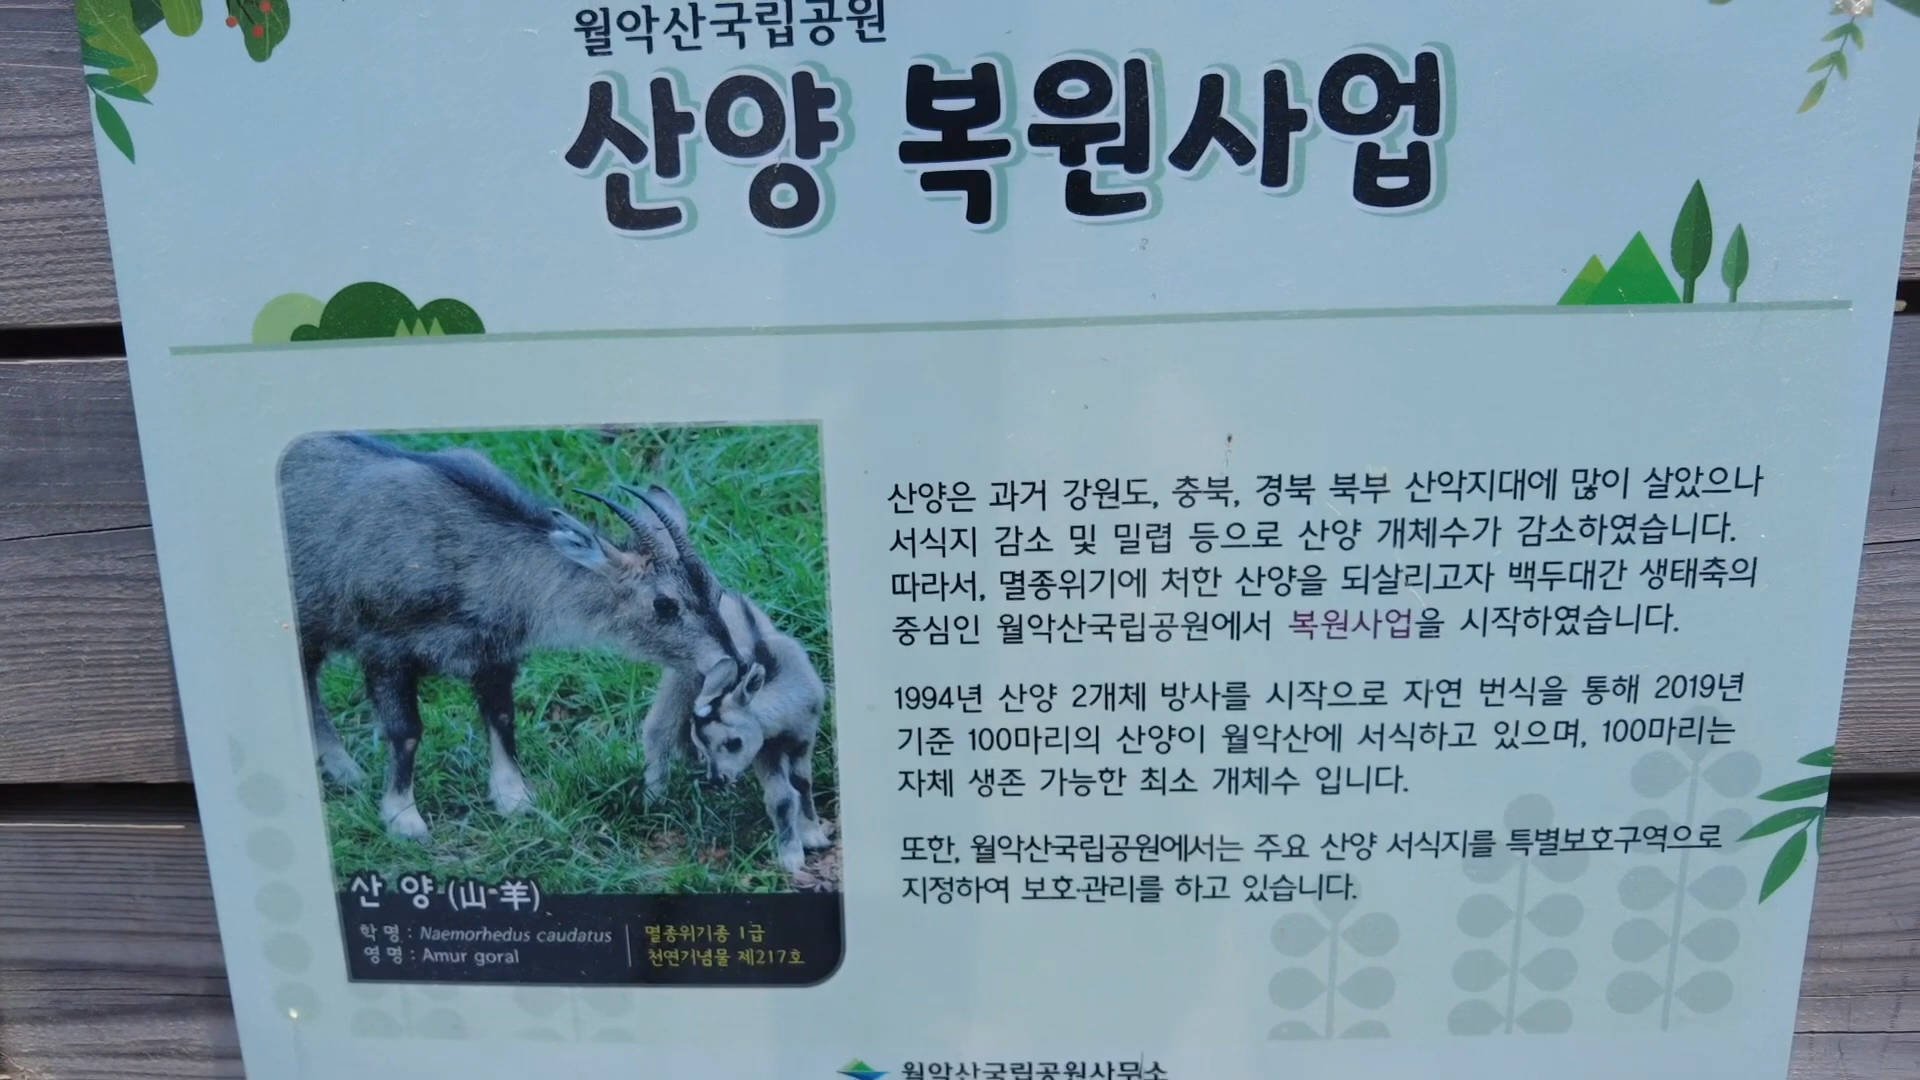 월악산국립공원
산양 복원사업
산양은 과거 강원도, 충북, 경북 북부 산악지대에 많이 살았으나
서식지 감소 및 밀렵 등으로 산양 개체수가 감소하였습니다.
따라서, 멸종위기에 처한 산양을 되살리고자 백두대간 생태축의
중심인 월악산국립공원에서 복원사업을 시작하였습니다.
1994년 산양 2개체 방사를 시작으로 자연 번식을 통해 2019년
기준 100마리의 산양이 월악산에 서식하고 있으며, 100마리는
자체 생존 가능한 최소 개체수 입니다.
또한, 월악산국립공원에서는 주요 산양 서식지를 특별보호구역으로
지정하여 보호·관리를 하고 있습니다.
산 양 (山羊)
학 명 : Naemorhedus caudatus
영 명 : Amur goral
멸종위기종 I급
천연기념물 제217호
월악산국립공원사무소